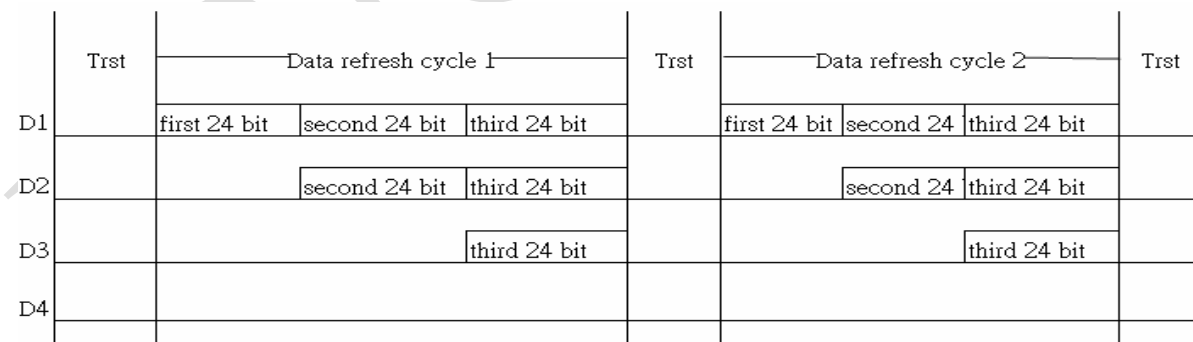 Trst Data refresh cycle 1 Trst Data refresh cycle 2 Trst
D1 first 24 bit second 24 bit third 24 bit first 24 bit second 24 third 24 bit
D2 second 24 bit third 24 bit second 24 third 24 bit
D3 third 24 bit third 24 bit
D4